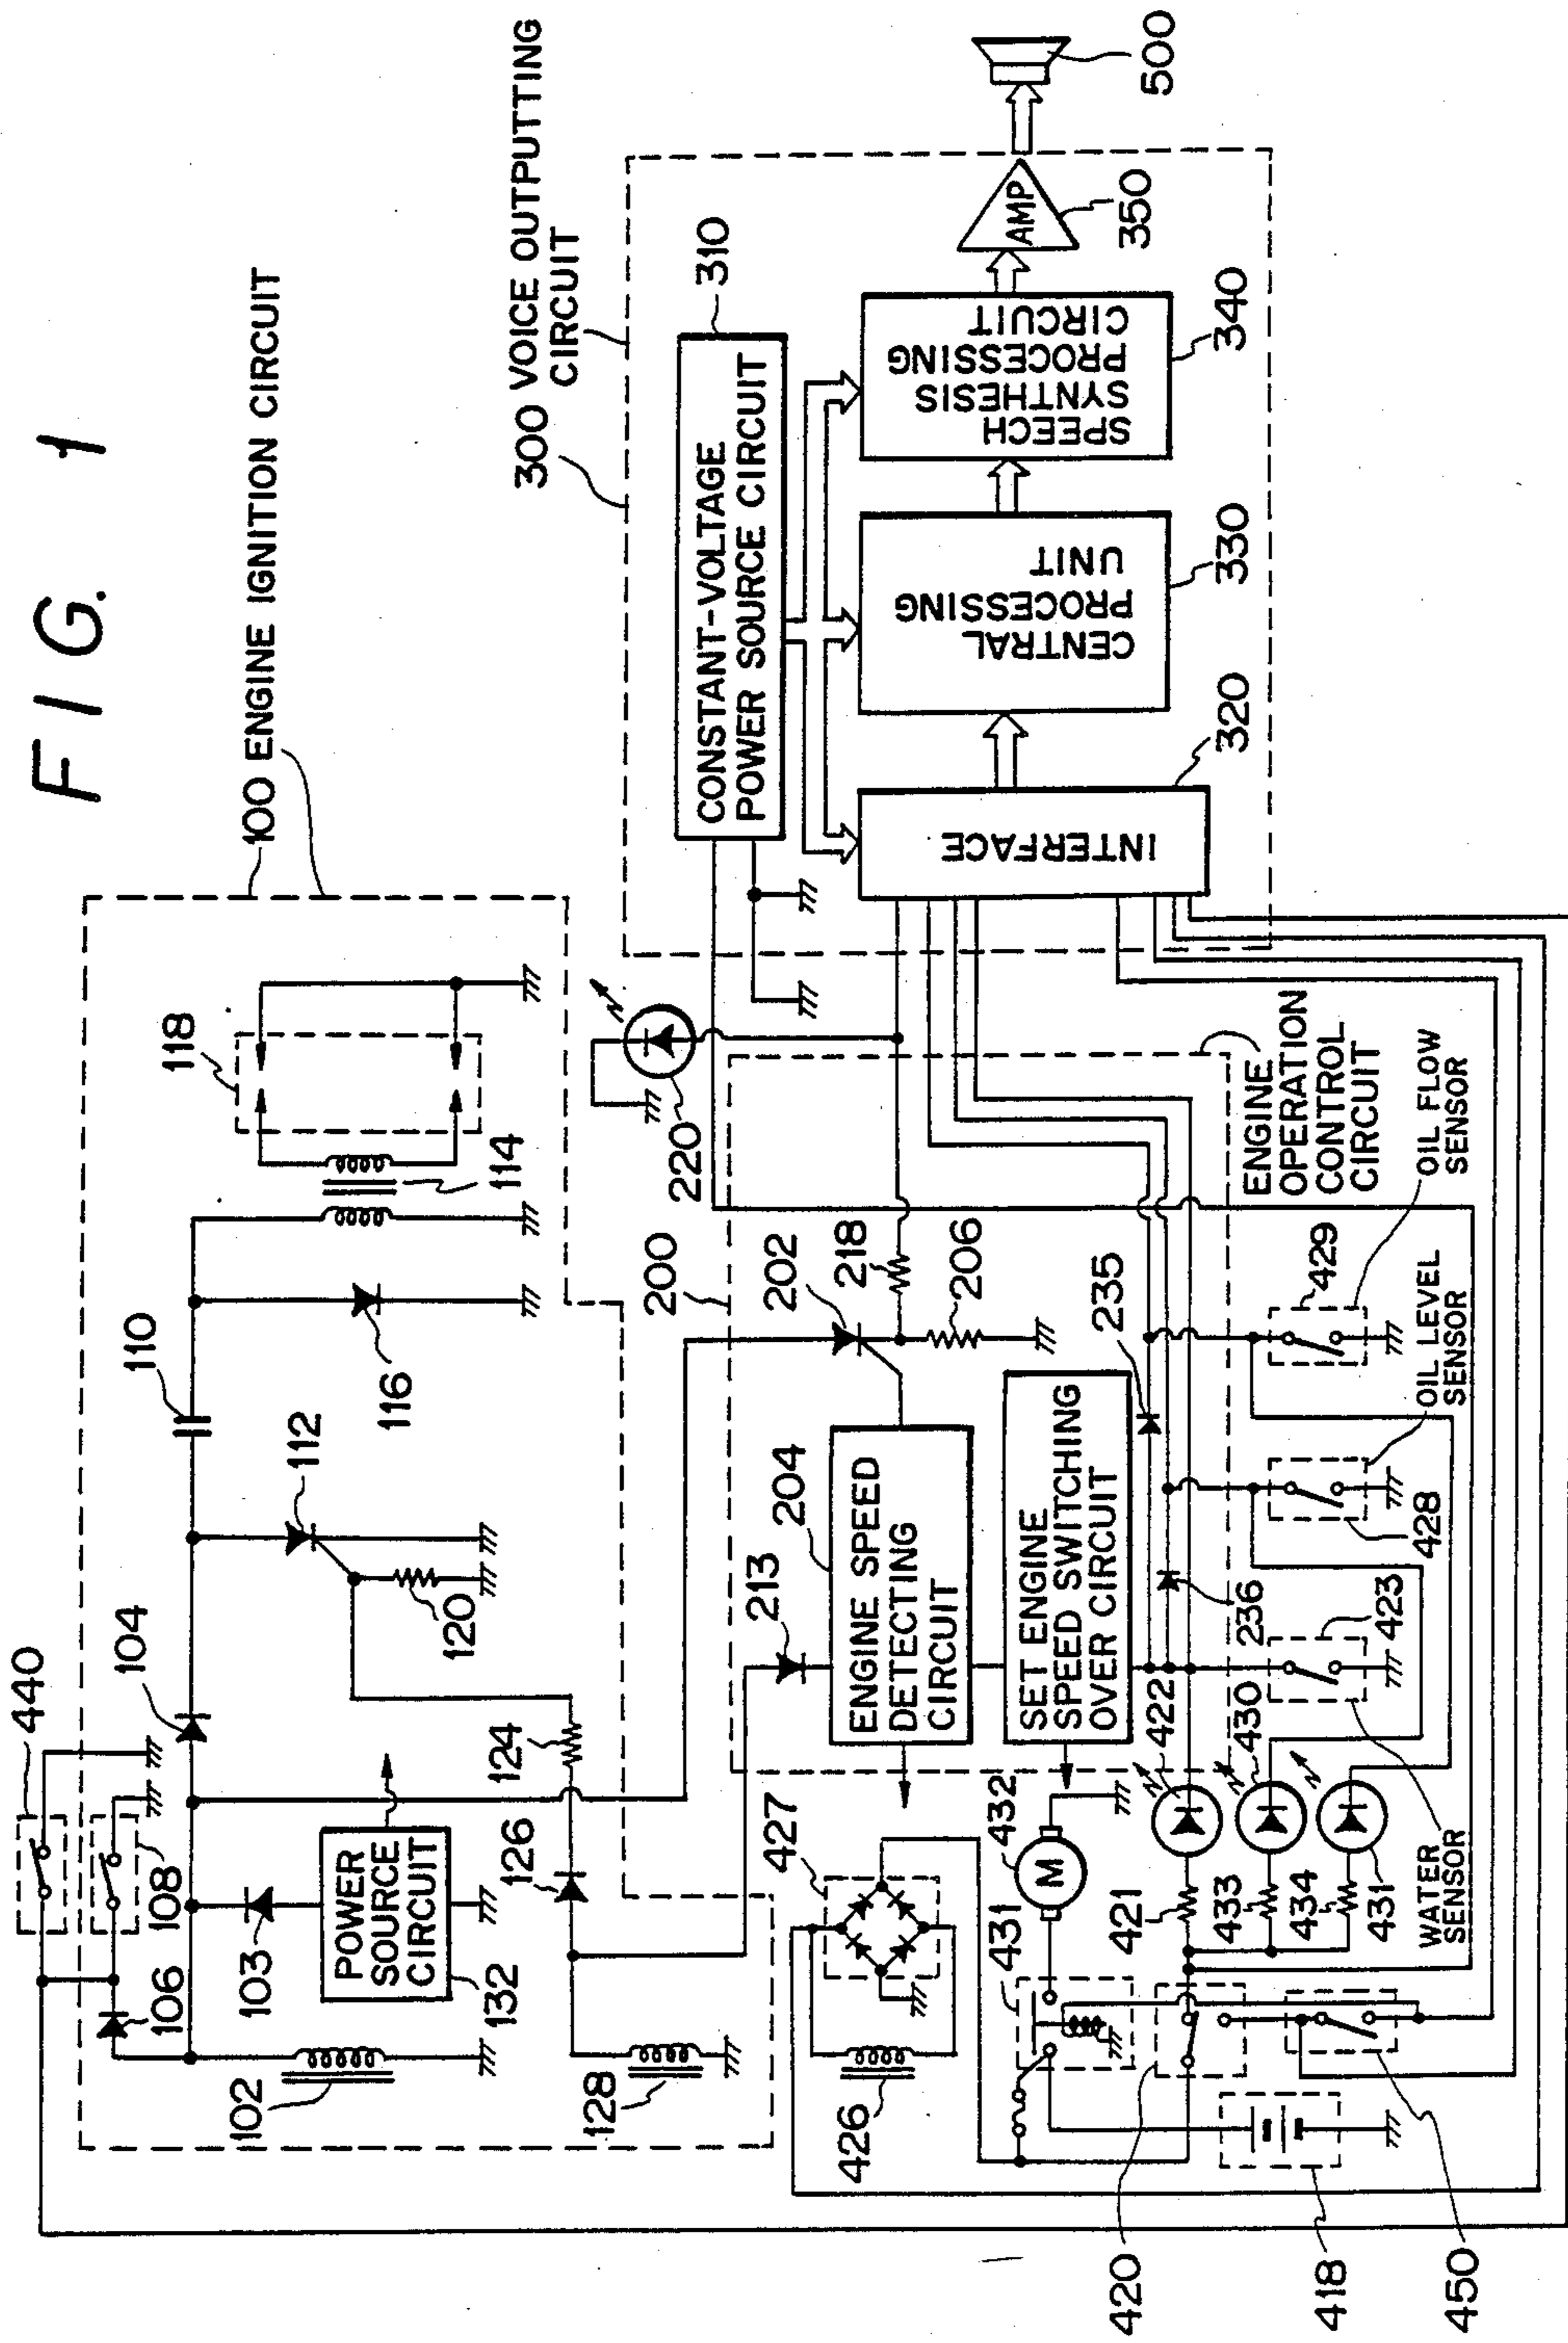 FIG. 1
100 ENGINE IGNITION CIRCUIT
300 VOICE OUTPUTTING
CIRCUIT
440
104
110
118
108
106
112
116
114
103
120
POWER
SOURCE
CIRCUIT
132
102
124
126
128
310
CONSTANT-VOLTAGE
POWER SOURCE CIRCUIT
220
INTERFACE
320
CENTRAL
PROCESSING
UNIT
330
SPEECH
SYNTHESIS
PROCESSING
CIRCUIT
340
AMP
350
500
200
202
218
206
213
204
ENGINE SPEED
DETECTING
CIRCUIT
SET ENGINE
SPEED SWITCHING
OVER CIRCUIT
235
236
ENGINE
OPERATION
CONTROL
CIRCUIT
427
426
432
M
431
421
422
433
430
434
431
423
428
429
WATER
SENSOR
OIL LEVEL
SENSOR
OIL FLOW
SENSOR
420
418
450